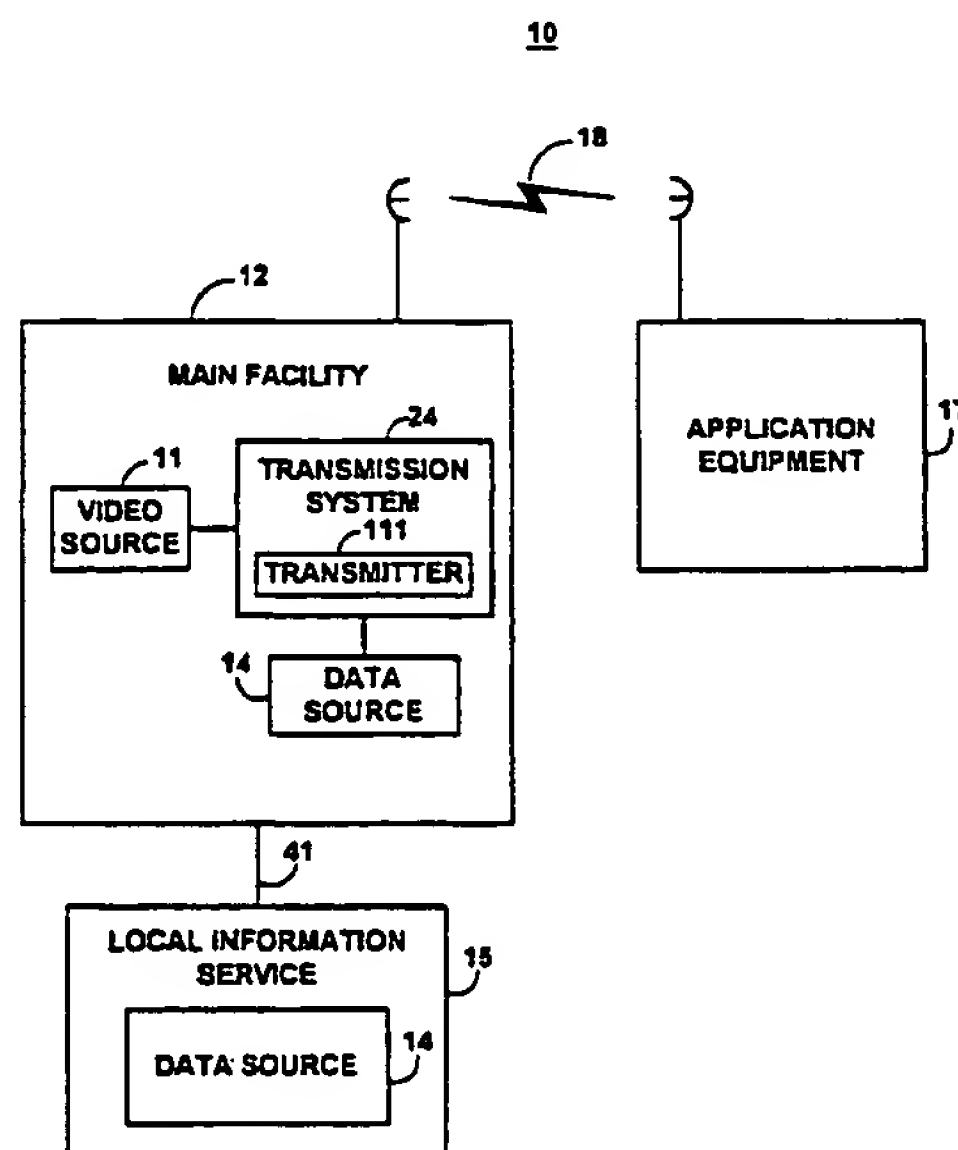 10
18
12
MAIN FACILITY
24
11
TRANSMISSION
SYSTEM
VIDEO
SOURCE
111
TRANSMITTER
14
DATA
SOURCE
APPLICATION
EQUIPMENT
17
41
LOCAL INFORMATION
SERVICE
15
DATA SOURCE
14